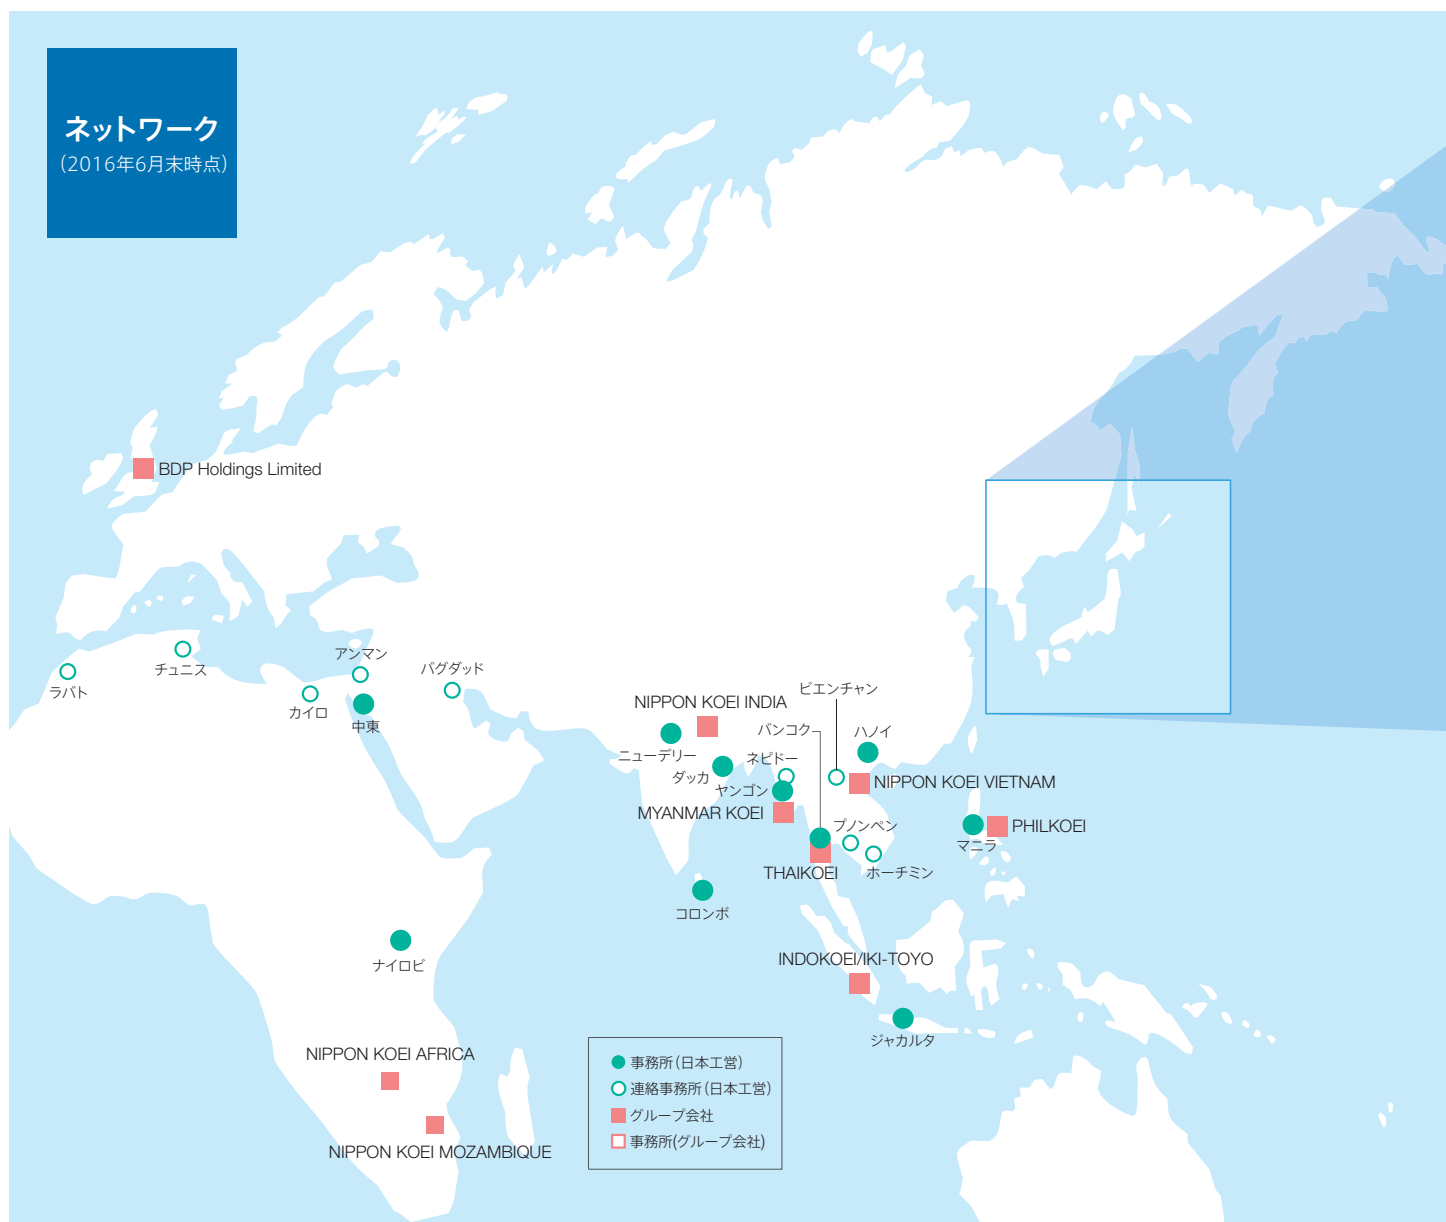 ネットワーク
(2016年6月末時点)
BDP Holdings Limited
チュニス
ラバト
アンマン
バグダッド
カイロ
中東
NIPPON KOEI INDIA
ビエンチャン
バンコク
ハノイ
ニューデリー
ネピドー
ダッカ
NIPPON KOEI VIETNAM
ヤンゴン
MYANMAR KOEI
プノンペン
PHILKOEI
マニラ
THAIKOEI
ホーチミン
コロンボ
ナイロビ
INDOKOEI/IKI-TOYO
ジャカルタ
NIPPON KOEI AFRICA
NIPPON KOEI MOZAMBIQUE
事務所(日本工営)
連絡事務所(日本工営)
グループ会社
事務所(グループ会社)